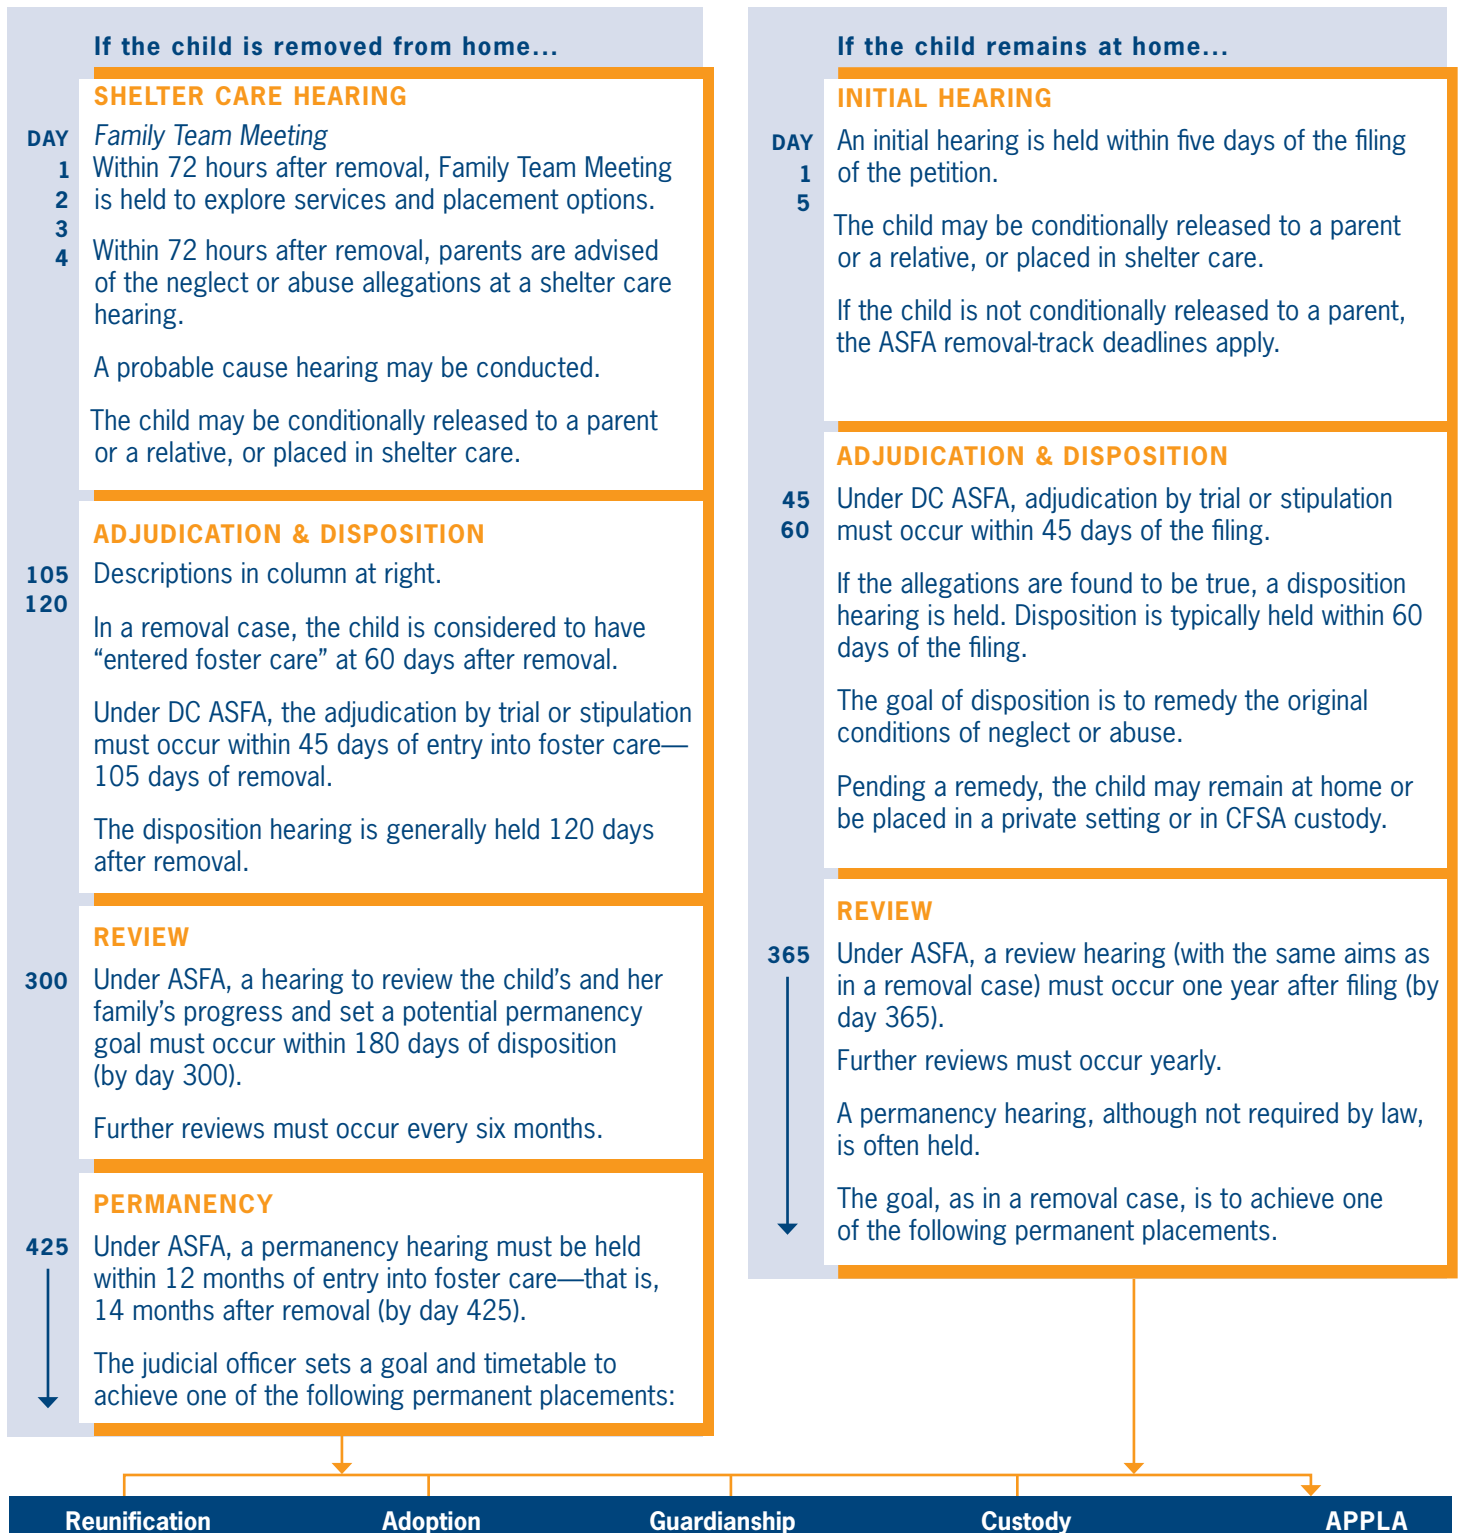 If the child is removed from home...
SHELTER CARE HEARING
DAY
1
2
3
4
Family Team Meeting
Within 72 hours after removal, Family Team Meeting
is held to explore services and placement options.
Within 72 hours after removal, parents are advised
of the neglect or abuse allegations at a shelter care
hearing.
A probable cause hearing may be conducted.
The child may be conditionally released to a parent
or a relative, or placed in shelter care.
ADJUDICATION & DISPOSITION
105
120
Descriptions in column at right.
In a removal case, the child is considered to have
“entered foster care” at 60 days after removal.
Under DC ASFA, the adjudication by trial or stipulation
must occur within 45 days of entry into foster care—
105 days of removal.
The disposition hearing is generally held 120 days
after removal.
REVIEW
300
Under ASFA, a hearing to review the child’s and her
family’s progress and set a potential permanency
goal must occur within 180 days of disposition
(by day 300).
Further reviews must occur every six months.
PERMANENCY
425
Under ASFA, a permanency hearing must be held
within 12 months of entry into foster care—that is,
14 months after removal (by day 425).
The judicial officer sets a goal and timetable to
achieve one of the following permanent placements:
If the child remains at home...
INITIAL HEARING
DAY
1
5
An initial hearing is held within five days of the filing
of the petition.
The child may be conditionally released to a parent
or a relative, or placed in shelter care.
If the child is not conditionally released to a parent,
the ASFA removal-track deadlines apply.
ADJUDICATION & DISPOSITION
45
60
Under DC ASFA, adjudication by trial or stipulation
must occur within 45 days of the filing.
If the allegations are found to be true, a disposition
hearing is held. Disposition is typically held within 60
days of the filing.
The goal of disposition is to remedy the original
conditions of neglect or abuse.
Pending a remedy, the child may remain at home or
be placed in a private setting or in CFSA custody.
REVIEW
365
Under ASFA, a review hearing (with the same aims as
in a removal case) must occur one year after filing (by
day 365).
Further reviews must occur yearly.
A permanency hearing, although not required by law,
is often held.
The goal, as in a removal case, is to achieve one
of the following permanent placements.
Reunification
Adoption
Guardianship
Custody
APPLA